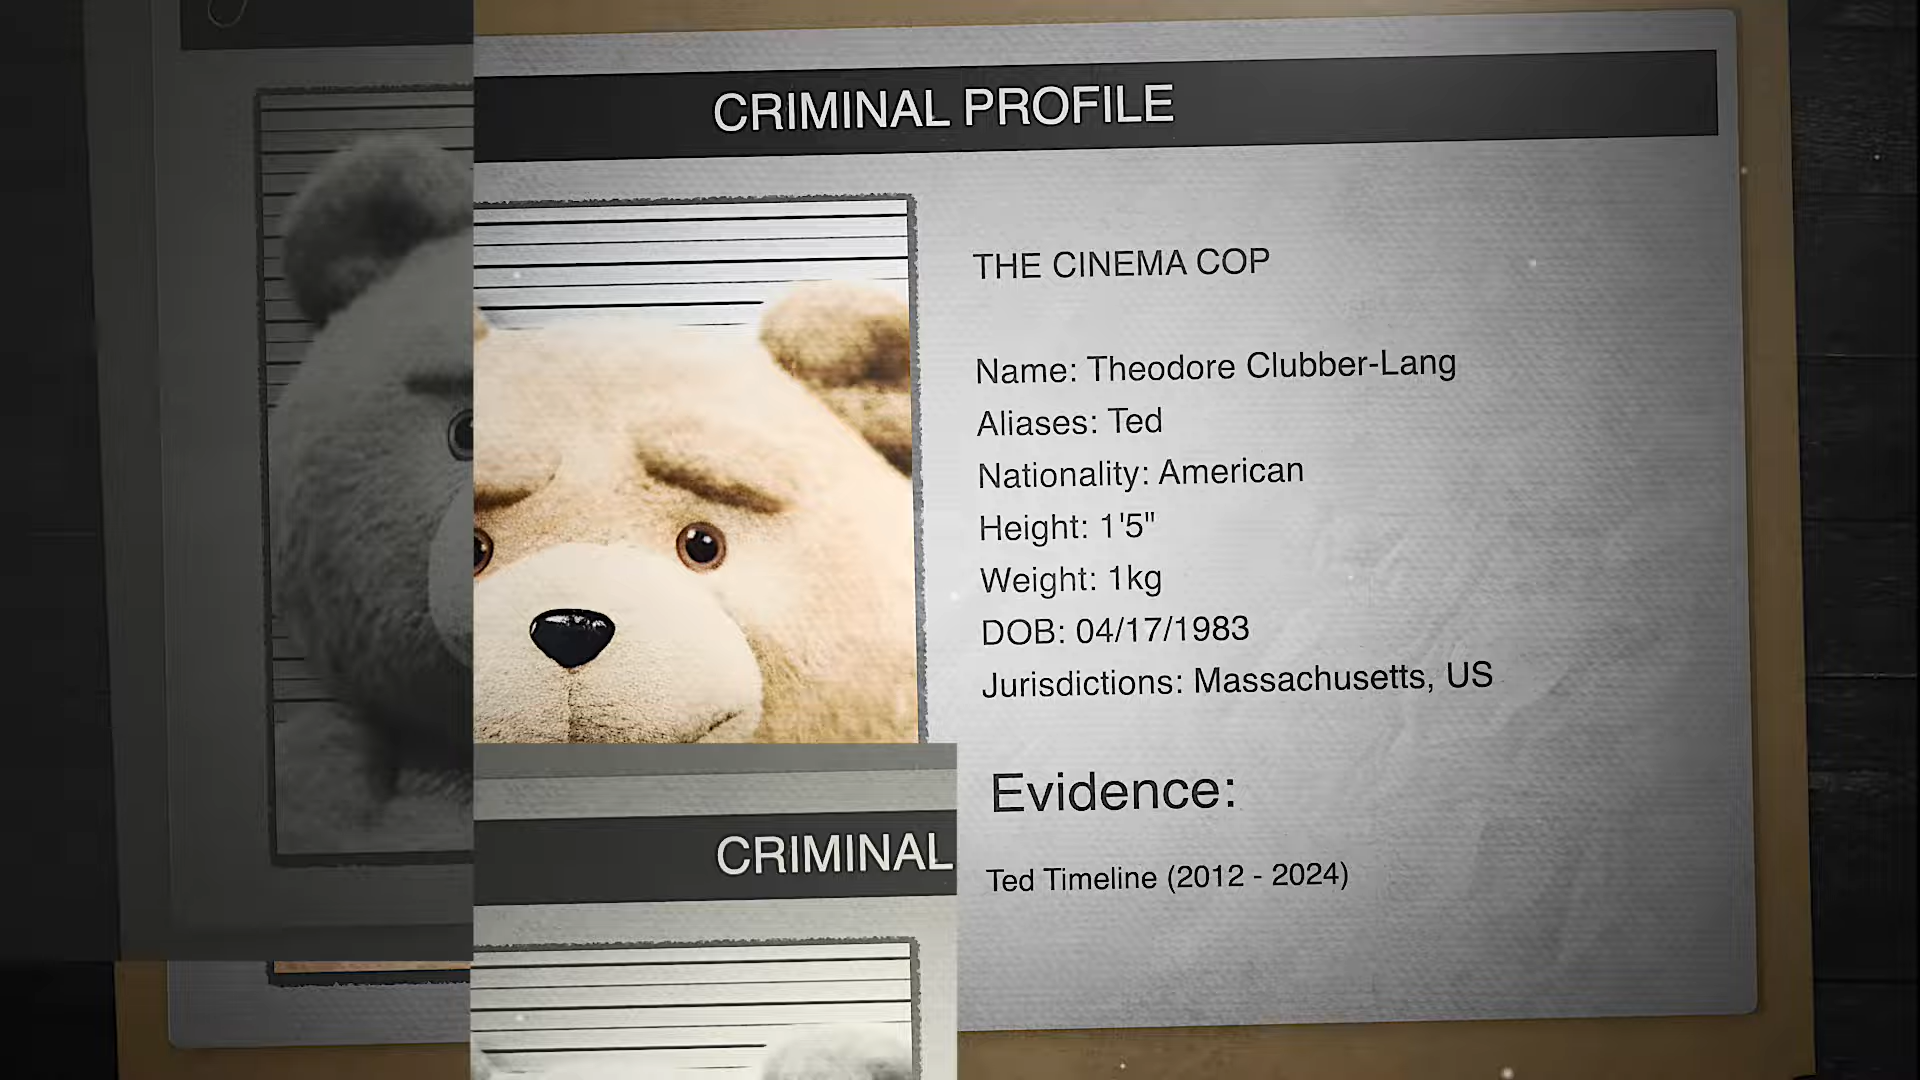 CRIMINAL PROFILE
THE CINEMA COP
Name: Theodore Clubber-Lang
Aliases: Ted
Nationality: American
Height: 1'5"
Weight: 1kg
DOB: 04/17/1983
Jurisdictions: Massachusetts, US
Evidence:
CRIMINAL
Ted Timeline (2012 - 2024)